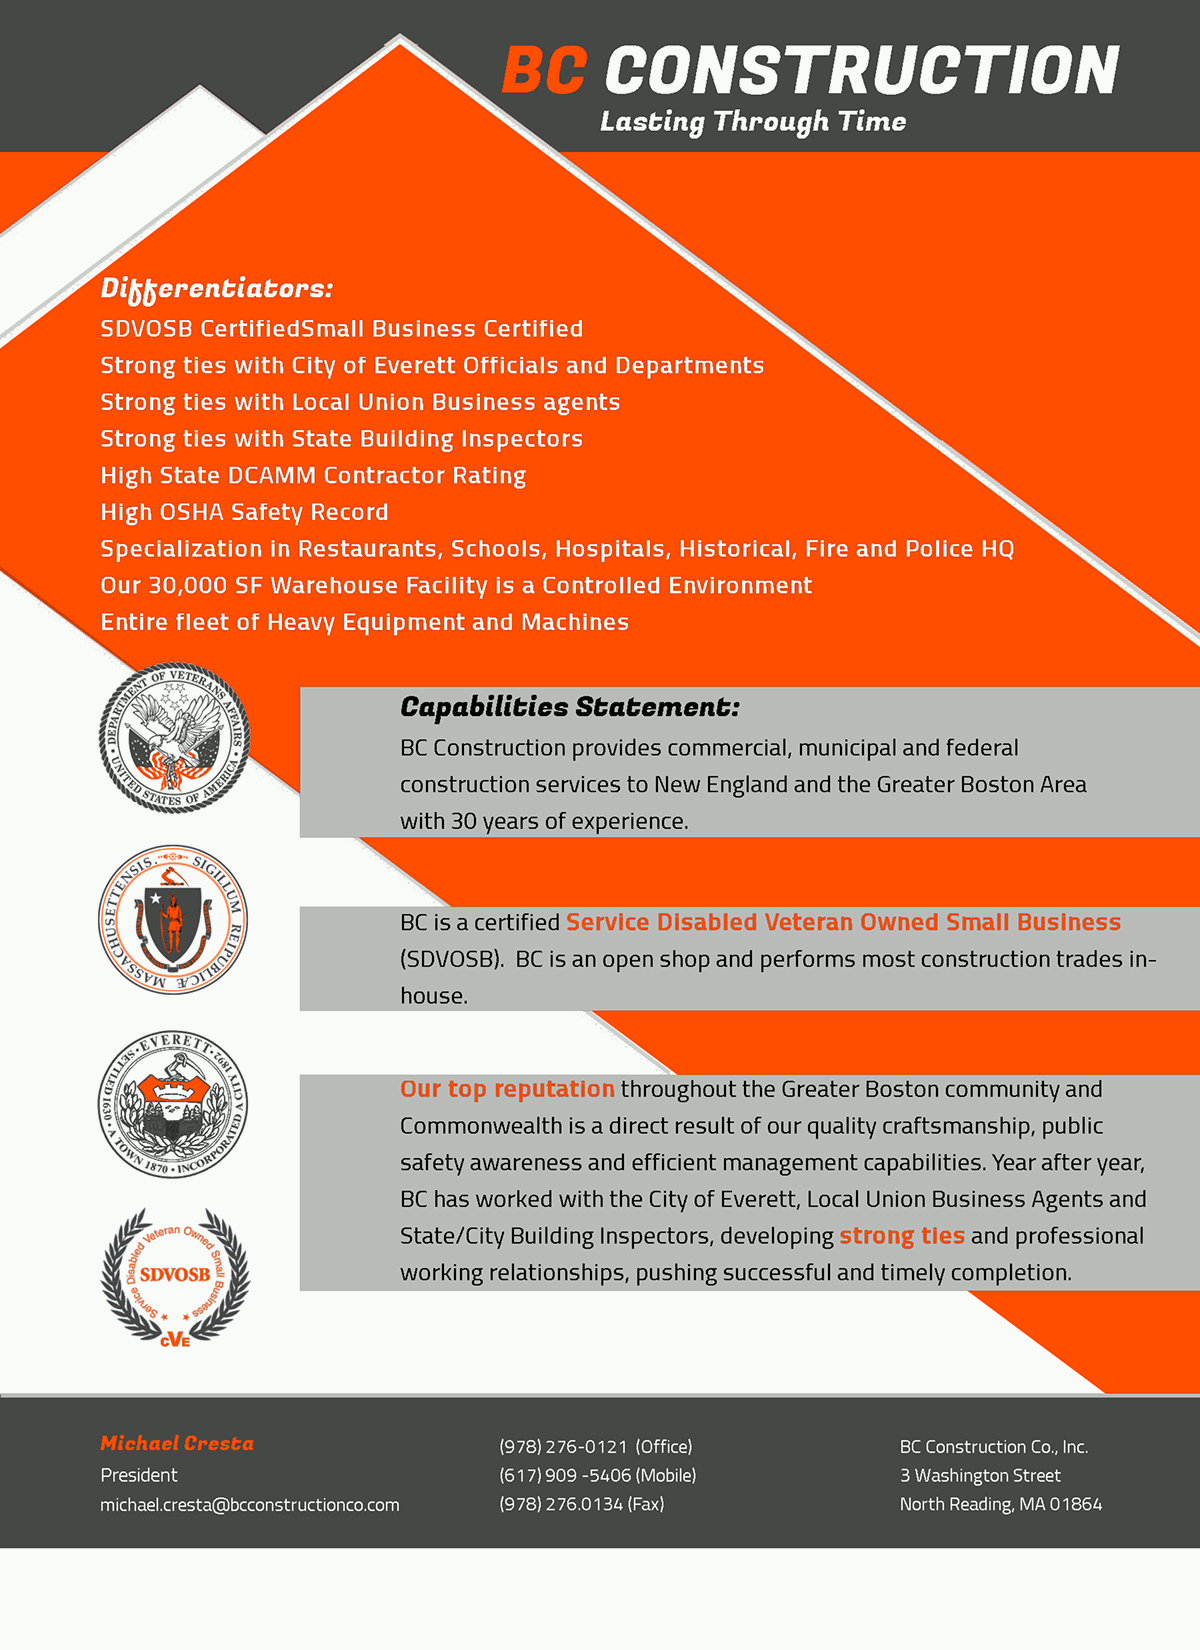 BC CONSTRUCTION
Lasting Through Time
Differentiators:
SDVOSB CertifiedSmall Business Certified
Strong ties with City of Everett Officials and Departments
Strong ties with Local Union Business agents
Strong ties with State Building Inspectors
High State DCAMM Contractor Rating
High OSHA Safety Record
Specialization in Restaurants, Schools, Hospitals, Historical, Fire and Police HQ
Our 30,000 SF Warehouse Facility is a Controlled Environment
Entire fleet of Heavy Equipment and Machines
DEPARTMENT OF VETERANS AFFAIRS
UNITED STATES OF AMERICA
Capabilities Statement:
BC Construction provides commercial, municipal and federal
construction services to New England and the Greater Boston Area
with 30 years of experience.
SIGILLUM REIPUBLICÆ MASSACHUSETTENSIS.
BC is a certified Service Disabled Veteran Owned Small Business
(SDVOSB).  BC is an open shop and performs most construction trades in-
house.
EVERETT
SETTLED 1630 • A TOWN 1870 • INCORPORATED A CITY 1892
Our top reputation throughout the Greater Boston community and
Commonwealth is a direct result of our quality craftsmanship, public
safety awareness and efficient management capabilities. Year after year,
BC has worked with the City of Everett, Local Union Business Agents and
State/City Building Inspectors, developing strong ties and professional
working relationships, pushing successful and timely completion.
Service Disabled Veteran Owned Small Business
SDVOSB
CVE
Michael Cresta
President
michael.cresta@bcconstructionco.com
(978) 276-0121 (Office)
(617) 909 -5406 (Mobile)
(978) 276.0134 (Fax)
BC Construction Co., Inc.
3 Washington Street
North Reading, MA 01864